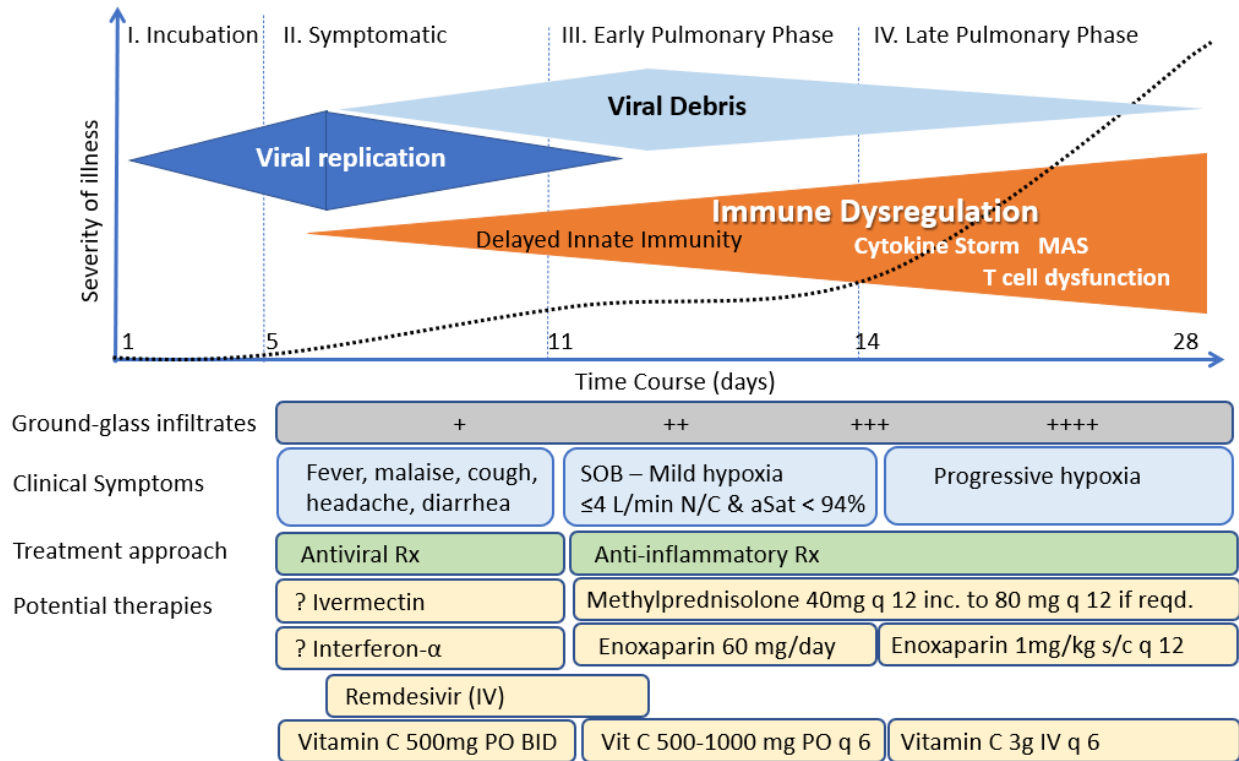 I. Incubation
II. Symptomatic
III. Early Pulmonary Phase
IV. Late Pulmonary Phase
Viral Debris
Viral replication
Immune Dysregulation
Delayed Innate Immunity
Cytokine Storm MAS
T cell dysfunction
Severity of illness
1
5
11
14
28
Time Course (days)
Ground-glass infiltrates
+
++
+++
++++
Clinical Symptoms
Fever, malaise, cough,
headache, diarrhea
SOB – Mild hypoxia
≤4 L/min N/C & aSat < 94%
Progressive hypoxia
Treatment approach
Antiviral Rx
Anti-inflammatory Rx
Potential therapies
? Ivermectin
Methylprednisolone 40mg q 12 inc. to 80 mg q 12 if reqd.
? Interferon-α
Enoxaparin 60 mg/day
Enoxaparin 1mg/kg s/c q 12
Remdesivir (IV)
Vitamin C 500mg PO BID
Vit C 500-1000 mg PO q 6
Vitamin C 3g IV q 6